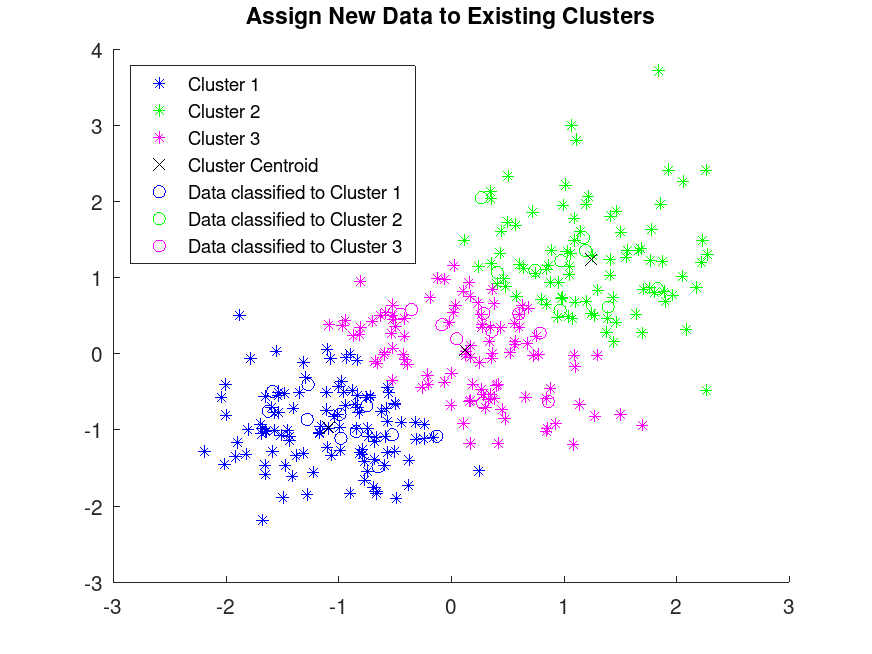 Assign New Data to Existing Clusters
4
3
2
1
0
-1
-2
-3
Cluster 1
Cluster 2
Cluster 3
Cluster Centroid
Data classified to Cluster 1
Data classified to Cluster 2
Data classified to Cluster 3
-3 -2 -1 0 1 2 3